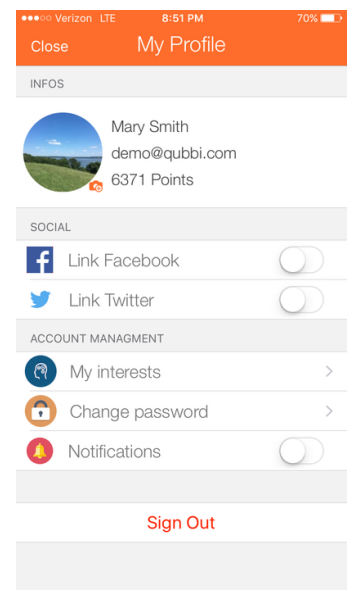 Verizon LTE 8:51 PM 70%
Close My Profile
INFOS
Mary Smith
demo@qubbi.com
6371 Points
SOCIAL
Link Facebook
Link Twitter
ACCOUNT MANAGMENT
My interests
Change password
Notifications
Sign Out